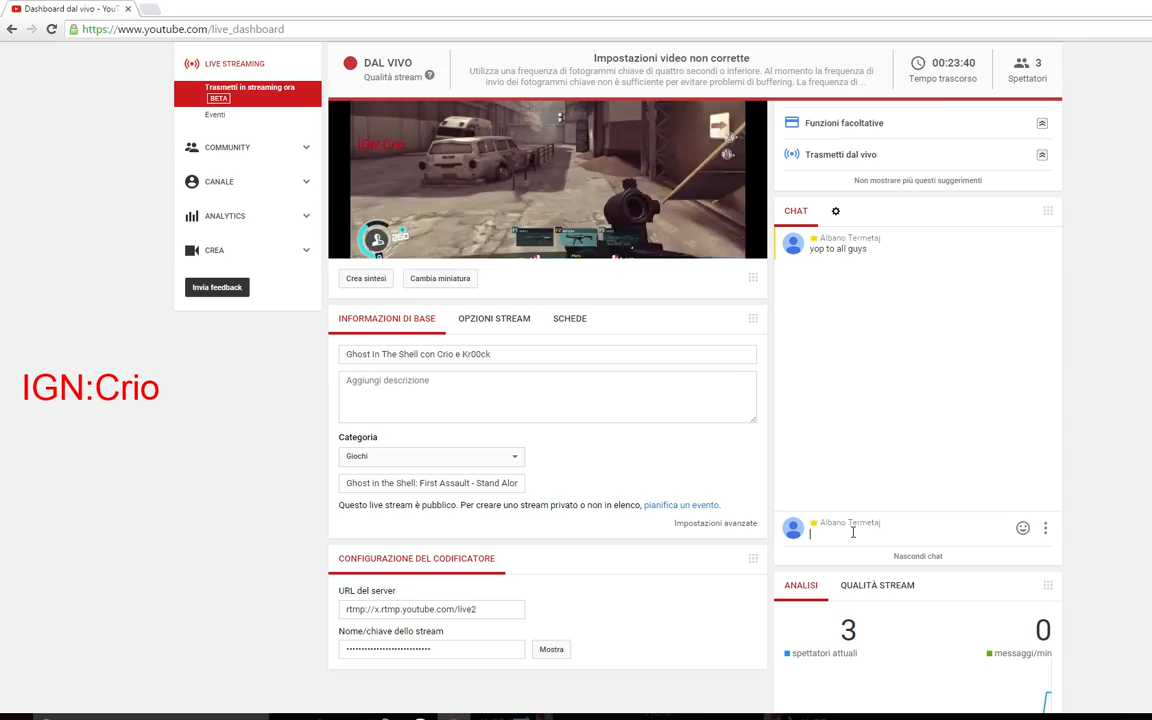 Dashboard dal vivo - YouT
https://www.youtube.com/live_dashboard
LIVE STREAMING
Trasmetti in streaming ora
BETA
Eventi
COMMUNITY
CANALE
ANALYTICS
CREA
Invia feedback
IGN:Crio
DAL VIVO
Qualità stream
Impostazioni video non corrette
Utilizza una frequenza di fotogrammi chiave di quattro secondi o inferiore. Al momento la frequenza di
invio dei fotogrammi chiave non è sufficiente per evitare problemi di buffering. La frequenza di…
00:23:40
Tempo trascorso
3
Spettatori
IGN:Crio
260
Crea sintesi
Cambia miniatura
INFORMAZIONI DI BASE
OPZIONI STREAM
SCHEDE
Ghost In The Shell con Crio e Kr00ck
Aggiungi descrizione
Categoria
Giochi
Ghost in the Shell: First Assault - Stand Alor
Questo live stream è pubblico. Per creare uno stream privato o non in elenco, pianifica un evento.
Impostazioni avanzate
CONFIGURAZIONE DEL CODIFICATORE
URL del server
rtmp://x.rtmp.youtube.com/live2
Nome/chiave dello stream
Mostra
Funzioni facoltative
Trasmetti dal vivo
Non mostrare più questi suggerimenti
CHAT
Albano Termetaj
yop to all guys
Albano Termetaj
Nascondi chat
ANALISI
QUALITÀ STREAM
3
spettatori attuali
0
messaggi/min